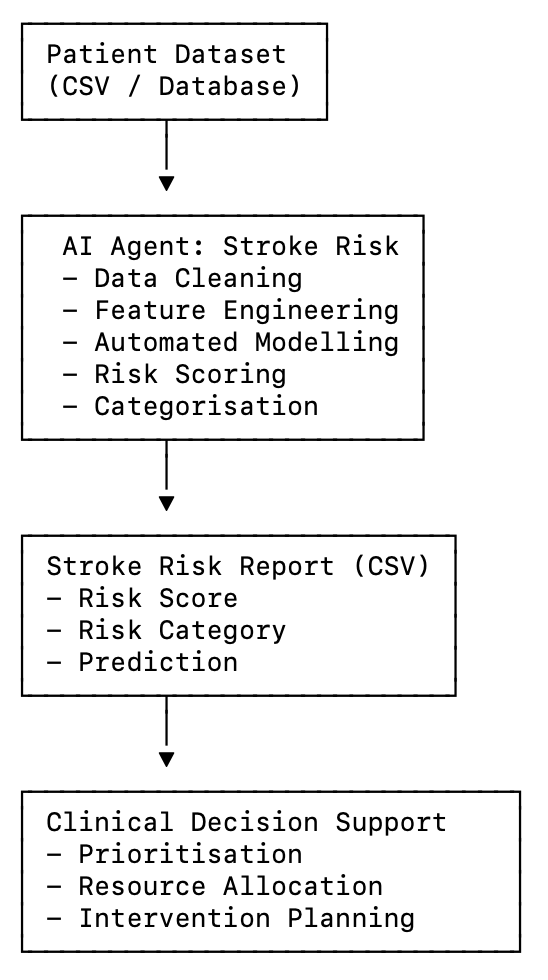 Patient Dataset
(CSV / Database)
AI Agent: Stroke Risk
– Data Cleaning
– Feature Engineering
– Automated Modelling
– Risk Scoring
– Categorisation
Stroke Risk Report (CSV)
– Risk Score
– Risk Category
– Prediction
Clinical Decision Support
– Prioritisation
– Resource Allocation
– Intervention Planning